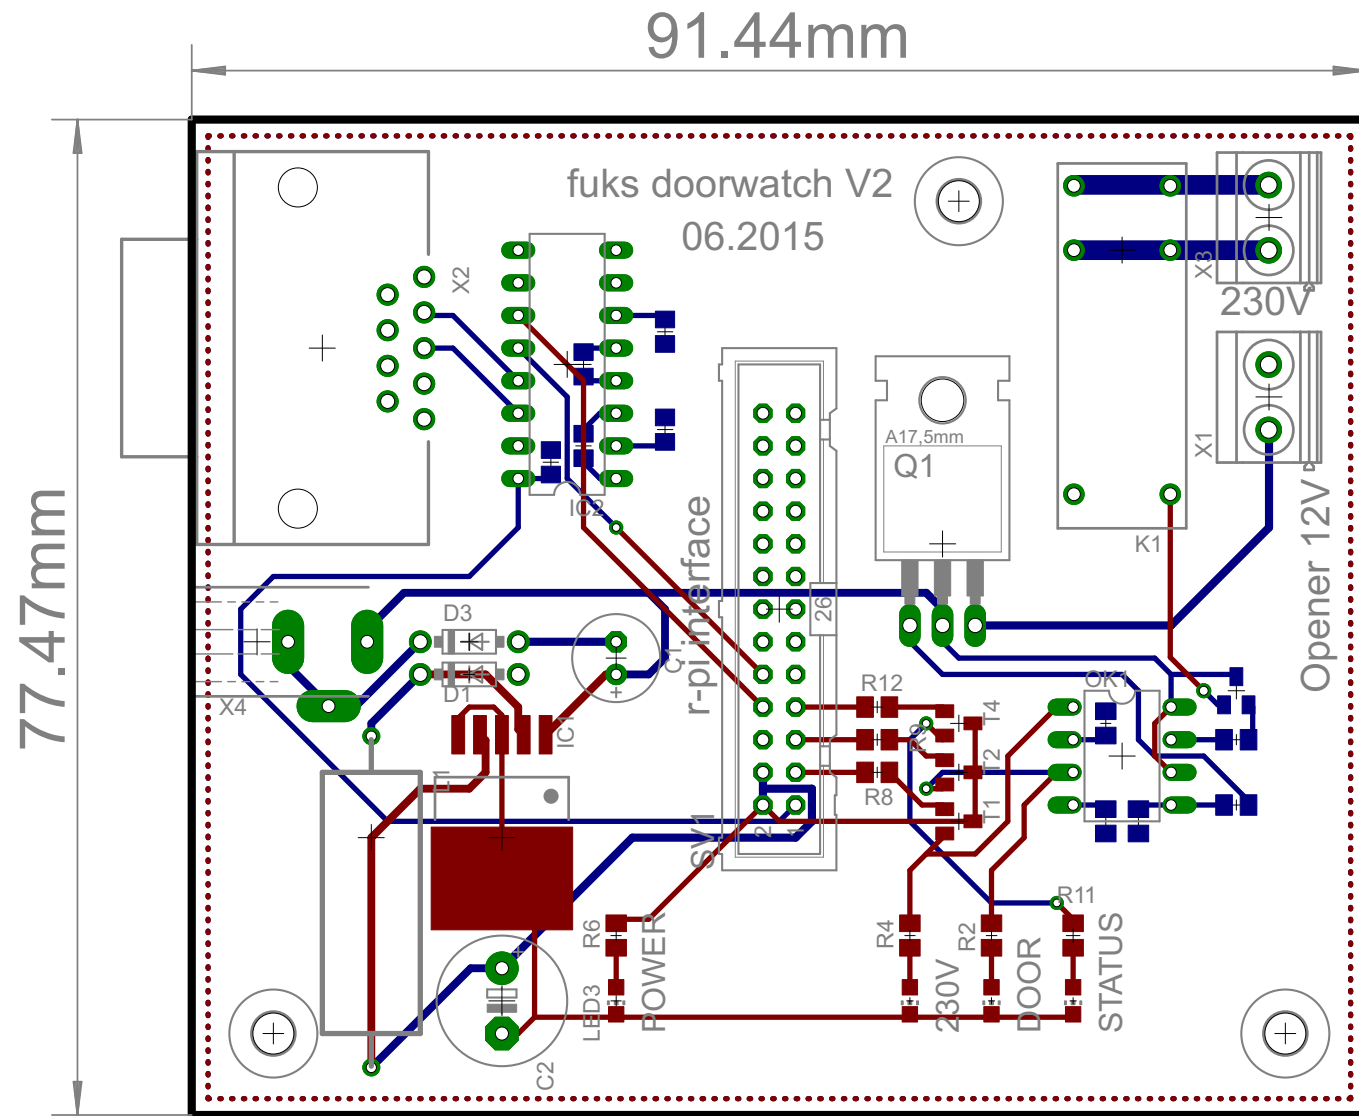 91.44mm
77.47mm
fuks doorwatch V2
06.2015
X2
X3
230V
X1
A17,5mm
Q1
IC2
K1
r-pi interface
26
Opener 12V
D3
D1
C1
+
X4
IC1
L1
R12
R9
R8
T4
T2
T1
OK1
SV1
2
1
R6
POWER
R4
230V
R2
DOOR
R11
STATUS
LED3
+
C2